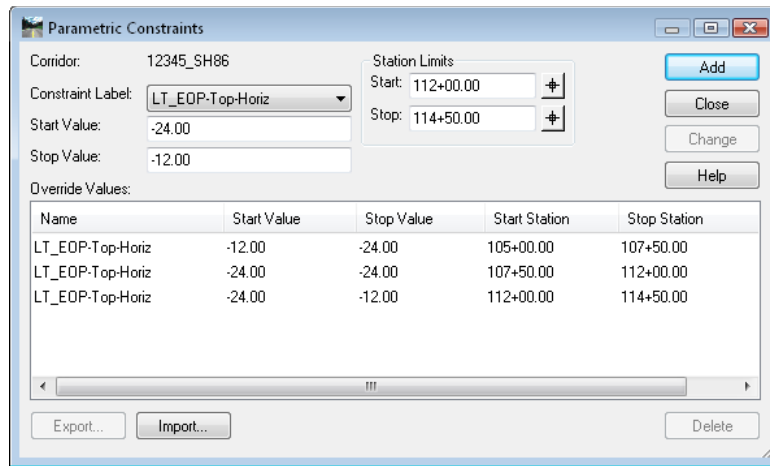 Parametric Constraints
Corridor: 12345_SH86
Constraint Label: LT_EOP-Top-Horiz
Start Value: -24.00
Stop Value: -12.00
Station Limits
Start: 112+00.00
Stop: 114+50.00
Add
Close
Change
Help
Override Values:
Name Start Value Stop Value Start Station Stop Station
LT_EOP-Top-Horiz -12.00 -24.00 105+00.00 107+50.00
LT_EOP-Top-Horiz -24.00 -24.00 107+50.00 112+00.00
LT_EOP-Top-Horiz -24.00 -12.00 112+00.00 114+50.00
Export... Import... Delete